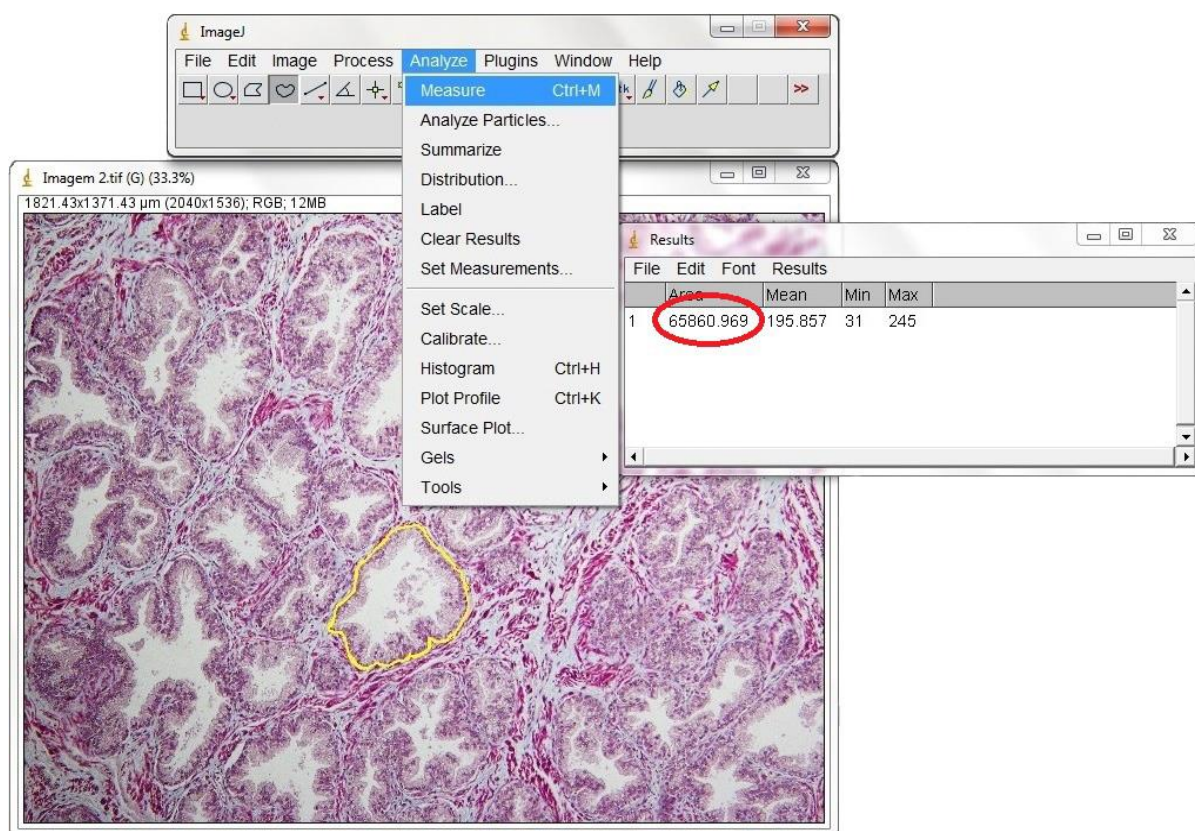 ImageJ
File Edit Image Process Analyze Plugins Window Help
Measure Ctrl+M
Analyze Particles...
Summarize
Distribution...
Label
Clear Results
Set Measurements...
Set Scale...
Calibrate...
Histogram Ctrl+H
Plot Profile Ctrl+K
Surface Plot...
Gels
Tools
Imagem 2.tif (G) (33.3%)
1821.43x1371.43 µm (2040x1536); RGB; 12MB
Results
File Edit Font Results
Area Mean Min Max
1 65860.969 195.857 31 245